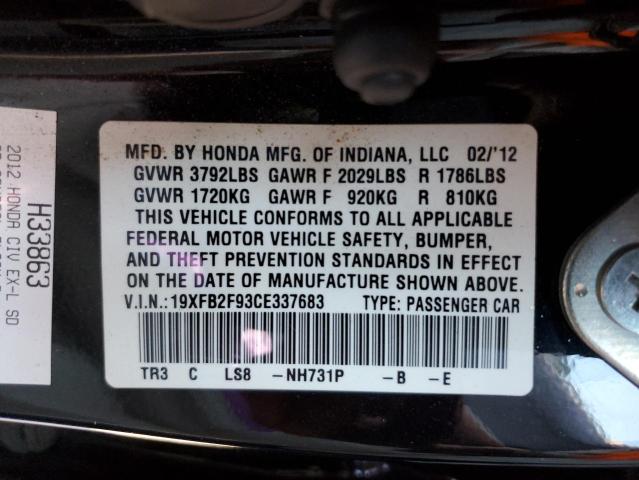 MFD. BY HONDA MFG. OF INDIANA, LLC 02/'12
GVWR 3792LBS GAWR F 2029LBS R 1786LBS
GVWR 1720KG GAWR F 920KG R 810KG
THIS VEHICLE CONFORMS TO ALL APPLICABLE
FEDERAL MOTOR VEHICLE SAFETY, BUMPER,
AND THEFT PREVENTION STANDARDS IN EFFECT
ON THE DATE OF MANUFACTURE SHOWN ABOVE.
V.I.N.:19XFB2F93CE337683 TYPE: PASSENGER CAR
TR3 C LS8 -NH731P -B -E
H33863
2012 HONDA CIV EX-L SD